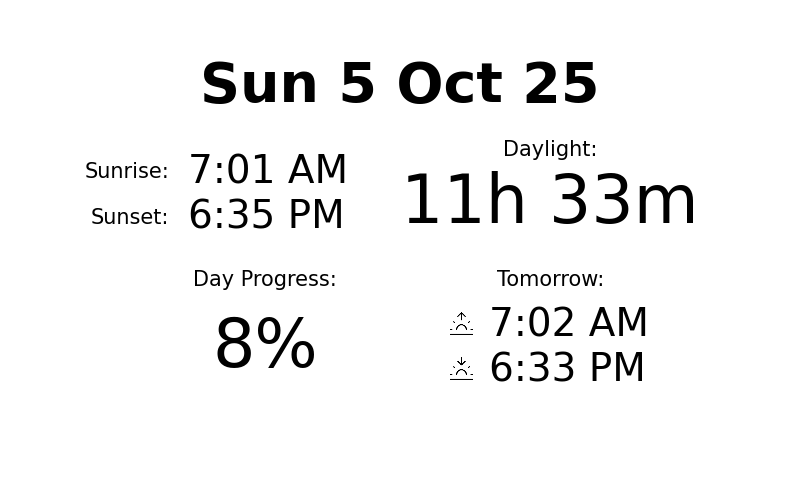 Sun 5 Oct 25
Sunrise: 7:01 AM
Sunset: 6:35 PM
Daylight:
11h 33m
Day Progress:
8%
Tomorrow:
7:02 AM
6:33 PM